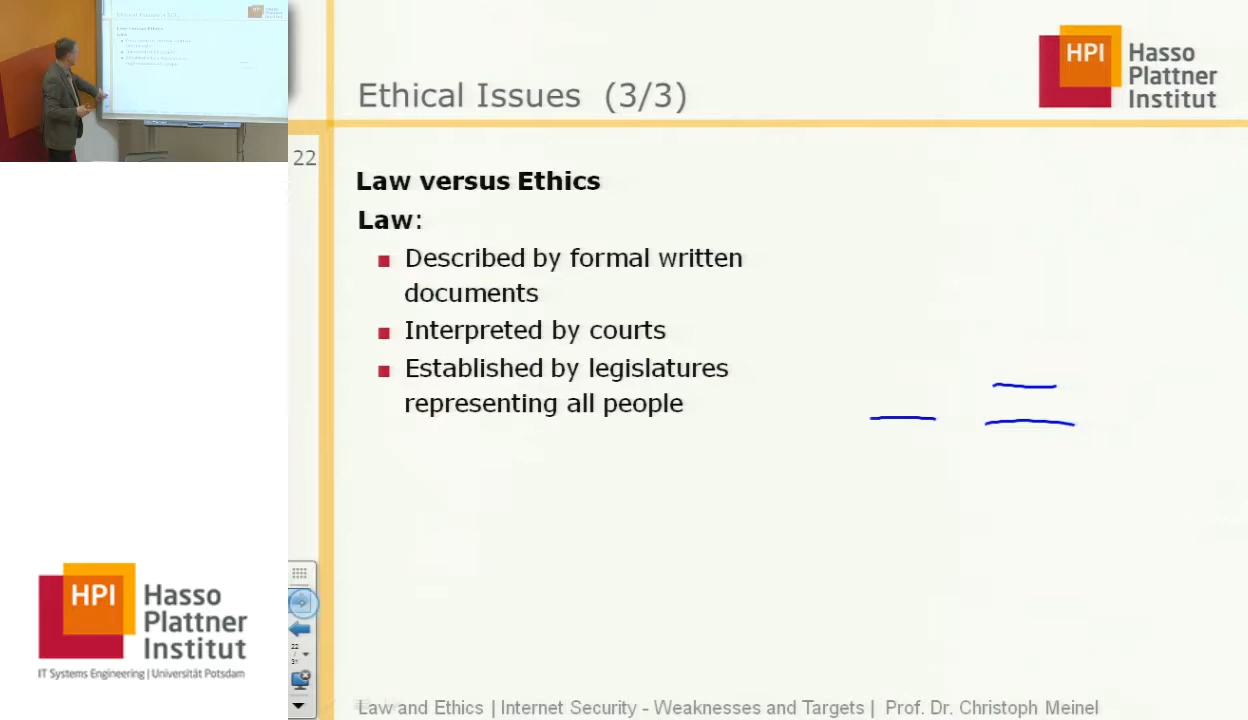 Ethical Issues (3/3)
HPI Hasso
Plattner
Institut
22
Law versus Ethics
Law:
Described by formal written
documents
Interpreted by courts
Established by legislatures
representing all people
HPI Hasso
Plattner
Institut
IT Systems Engineering | Universität Potsdam
22
/
31
Law and Ethics | Internet Security - Weaknesses and Targets | Prof. Dr. Christoph Meinel